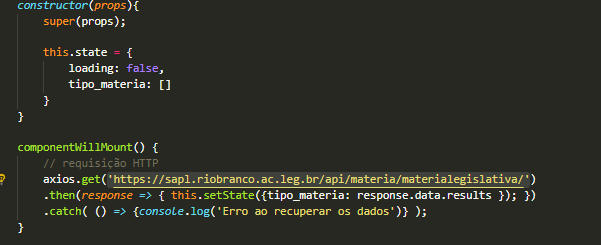 constructor(props){
super(props);
this.state = {
loading: false,
tipo_materia: []
}
}
componentWillMount() {
// requisição HTTP
axios.get('https://sapl.riobranco.ac.leg.br/api/materia/materialegislativa/')
.then(response => { this.setState({tipo_materia: response.data.results }); })
.catch( () => {console.log('Erro ao recuperar os dados')} );
}